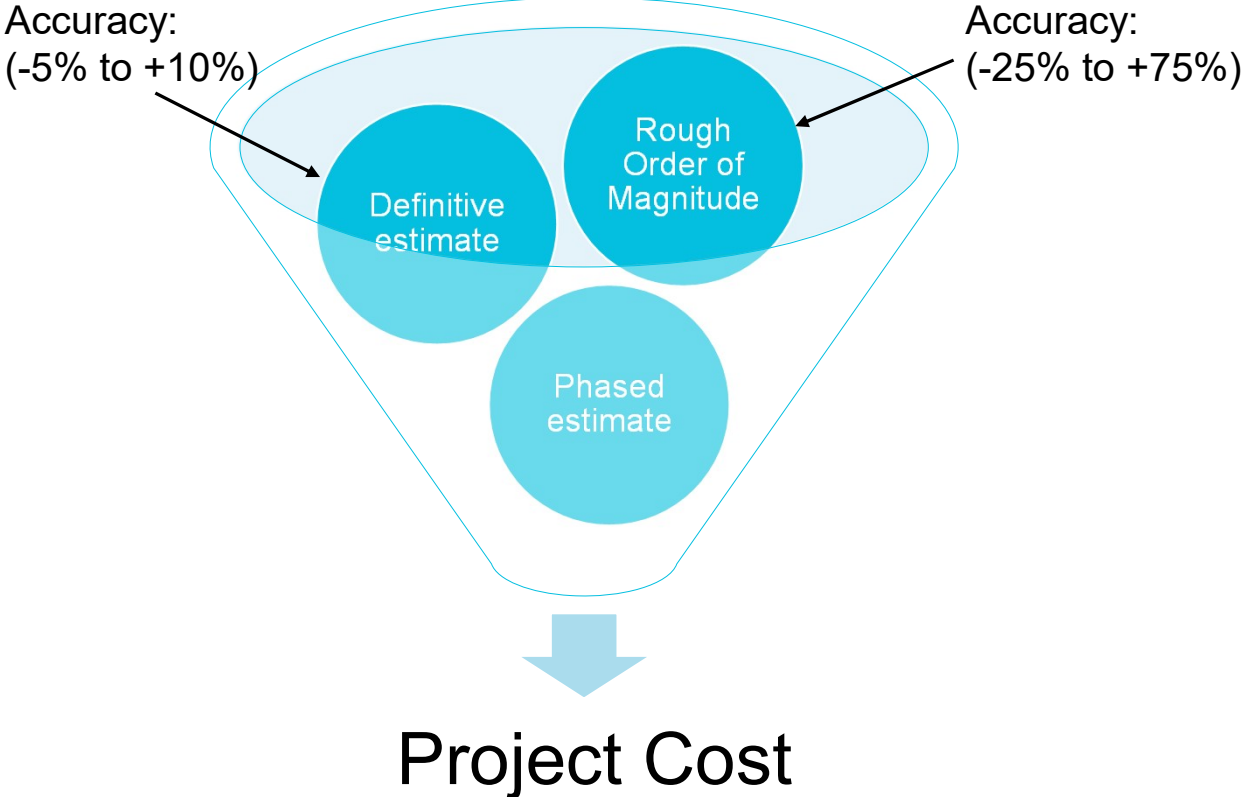 Accuracy:
(-5% to +10%)
Accuracy:
(-25% to +75%)
Rough
Order of
Magnitude
Definitive
estimate
Phased
estimate
Project Cost